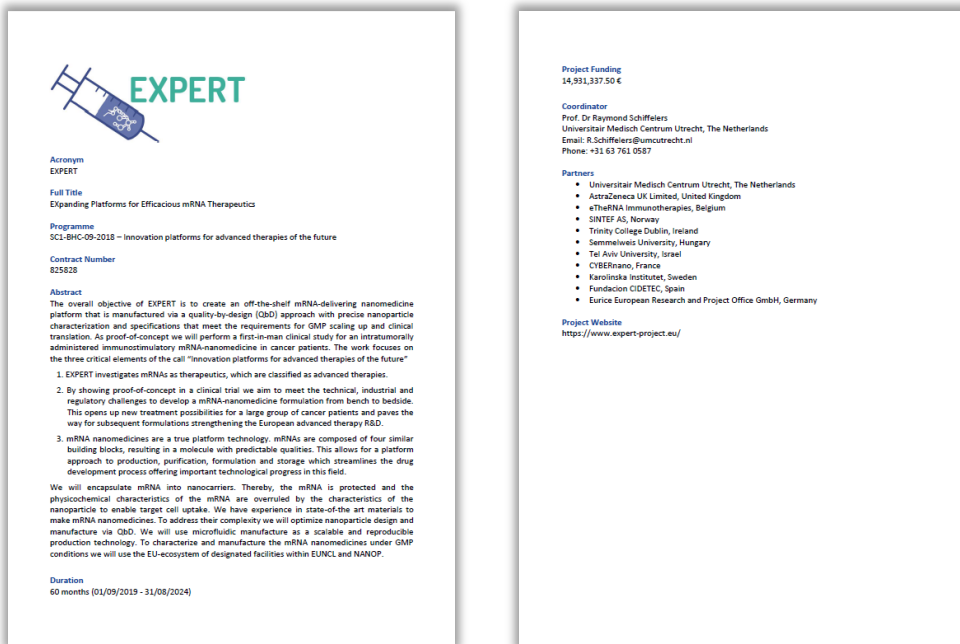 EXPERT
Acronym
EXPERT
Full Title
EXpanding Platforms for Efficacious mRNA Therapeutics
Programme
SC1-BHC-09-2018 – Innovation platforms for advanced therapies of the future
Contract Number
825828
Abstract
The overall objective of EXPERT is to create an off-the-shelf mRNA-delivering nanomedicine
platform that is manufactured via a quality-by-design (QbD) approach with precise nanoparticle
characterization and specifications that meet the requirements for GMP scaling up and clinical
translation. As proof-of-concept we will perform a first-in-man clinical study for an intratumorally
administered immunostimulatory mRNA-nanomedicine in cancer patients. The work focuses on
the three critical elements of the call “Innovation platforms for advanced therapies of the future”
1. EXPERT investigates mRNAs as therapeutics, which are classified as advanced therapies.
2. By showing proof-of-concept in a clinical trial we aim to meet the technical, industrial and
regulatory challenges to develop a mRNA-nanomedicine formulation from bench to bedside.
This opens up new treatment possibilities for a large group of cancer patients and paves the
way for subsequent formulations strengthening the European advanced therapy R&D.
3. mRNA nanomedicines are a true platform technology. mRNAs are composed of four similar
building blocks, resulting in a molecule with predictable qualities. This allows for a platform
approach to production, purification, formulation and storage which streamlines the drug
development process offering important technological progress in this field.
We will encapsulate mRNA into nanocarriers. Thereby, the mRNA is protected and the
physicochemical characteristics of the mRNA are overruled by the characteristics of the
nanoparticle to enable target cell uptake. We have experience in state-of-the art materials to
make mRNA nanomedicines. To address their complexity we will optimize nanoparticle design and
manufacture via QbD. We will use microfluidic manufacture as a scalable and reproducible
production technology. To characterize and manufacture the mRNA nanomedicines under GMP
conditions we will use the EU-ecosystem of designated facilities within EUNCL and NANOP.
Duration
60 months (01/09/2019 - 31/08/2024)
Project Funding
14,931,337.50 €
Coordinator
Prof. Dr Raymond Schiffelers
Universitair Medisch Centrum Utrecht, The Netherlands
Email: R.Schiffelers@umcutrecht.nl
Phone: +31 63 761 0587
Partners
• Universitair Medisch Centrum Utrecht, The Netherlands
• AstraZeneca UK Limited, United Kingdom
• eTheRNA Immunotherapies, Belgium
• SINTEF AS, Norway
• Trinity College Dublin, Ireland
• Semmelweis University, Hungary
• Tel Aviv University, Israel
• CYBERnano, France
• Karolinska Institutet, Sweden
• Fundacion CIDETEC, Spain
• Eurice European Research and Project Office GmbH, Germany
Project Website
https://www.expert-project.eu/